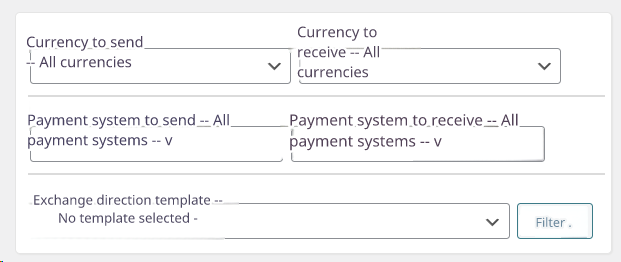 Currency to send
-- All currencies
Currency to
receive -- All
currencies
Payment system to send -- All
payment systems -- v
Payment system to receive -- All
payment systems -- v
Exchange direction template --
No template selected -
Filter .